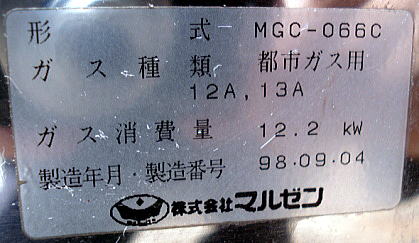 形式 MGC-066C
ガス種類 都市ガス用
12A,13A
ガス消費量 12.2 kW
製造年月・製造番号 98.09.04
株式会社マルゼン